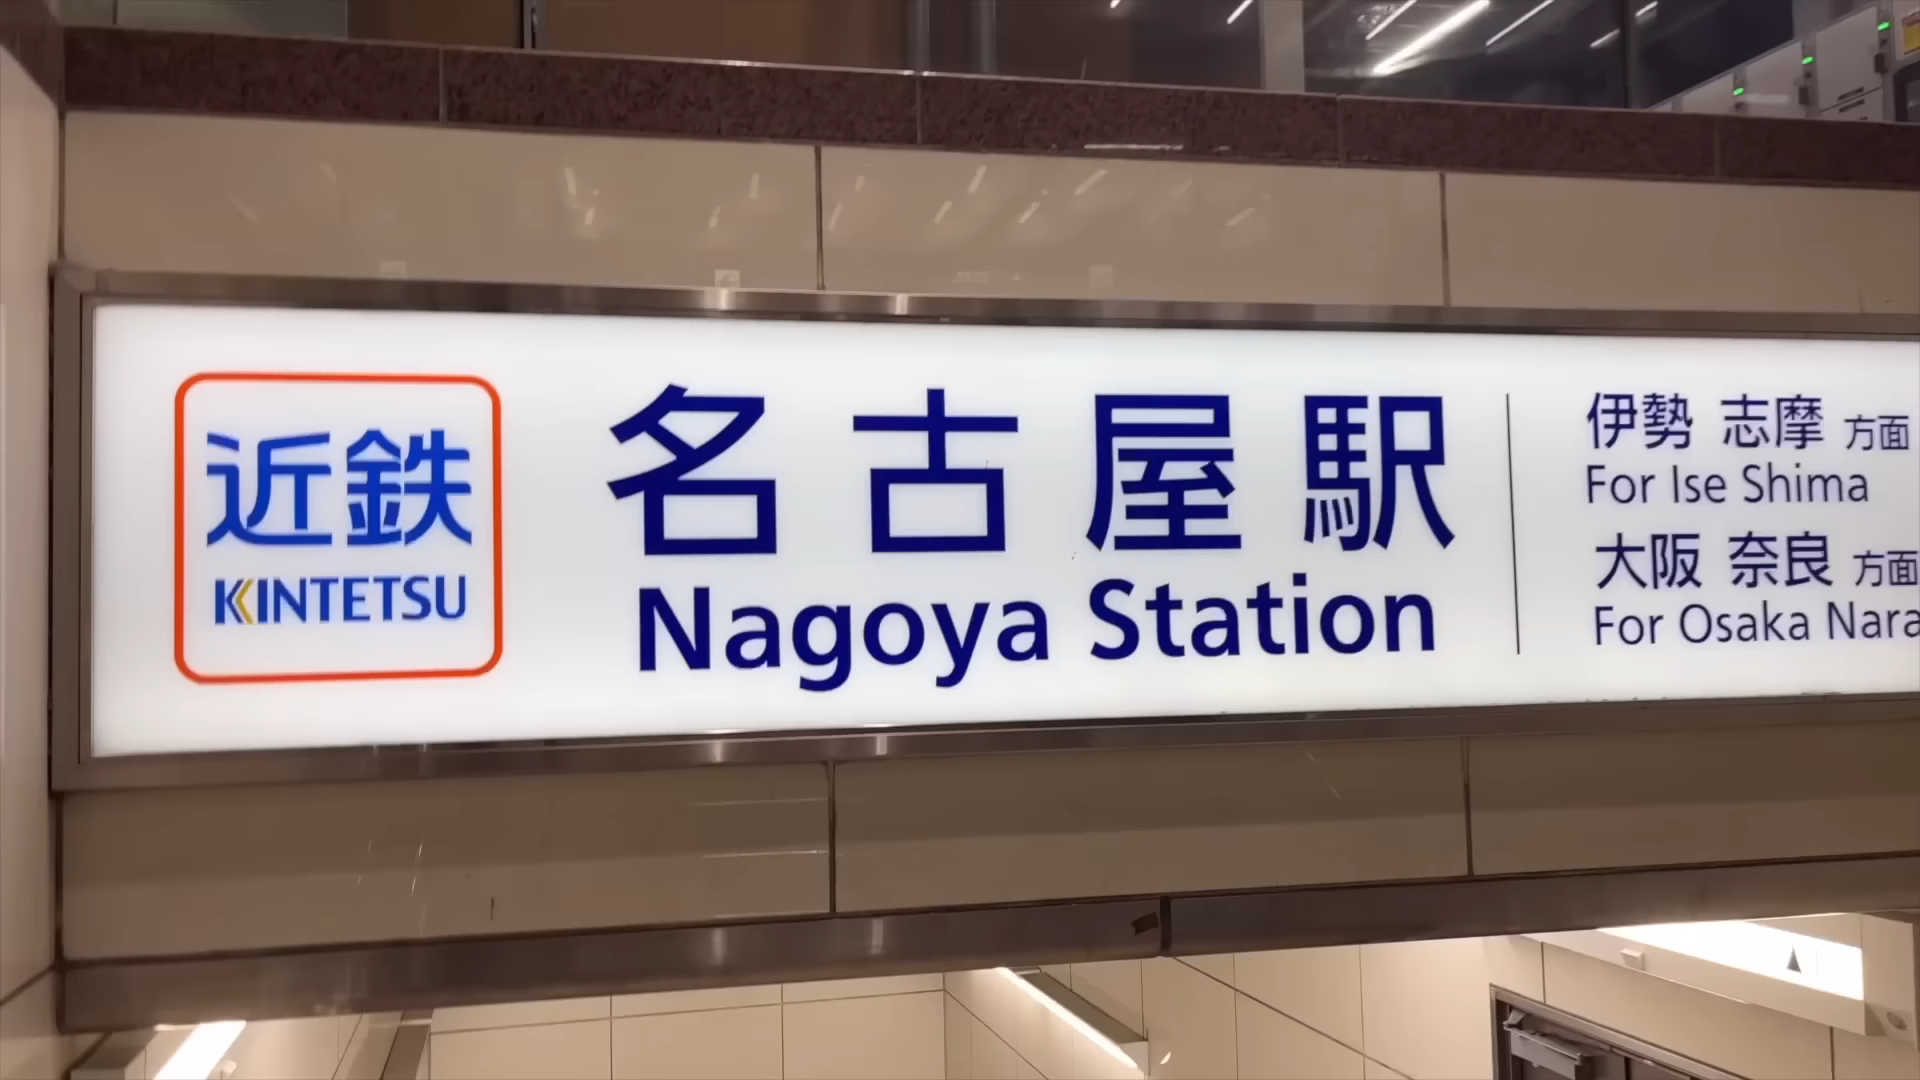 近鉄
KINTETSU
名古屋駅
Nagoya Station
伊勢 志摩 方面
For Ise Shima
大阪 奈良 方面
For Osaka Nara